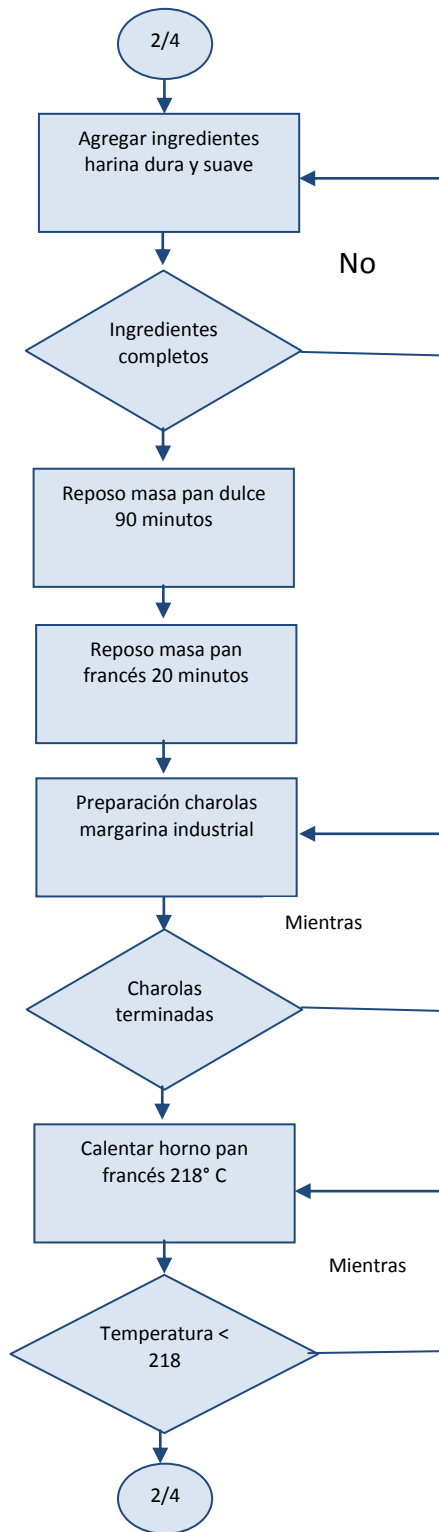 2/4
Agregar ingredientes
harina dura y suave
No
Ingredientes
completos
Reposo masa pan dulce
90 minutos
Reposo masa pan
francés 20 minutos
Preparación charolas
margarina industrial
Mientras
Charolas
terminadas
Calentar horno pan
francés 218° C
Mientras
Temperatura <
218
2/4